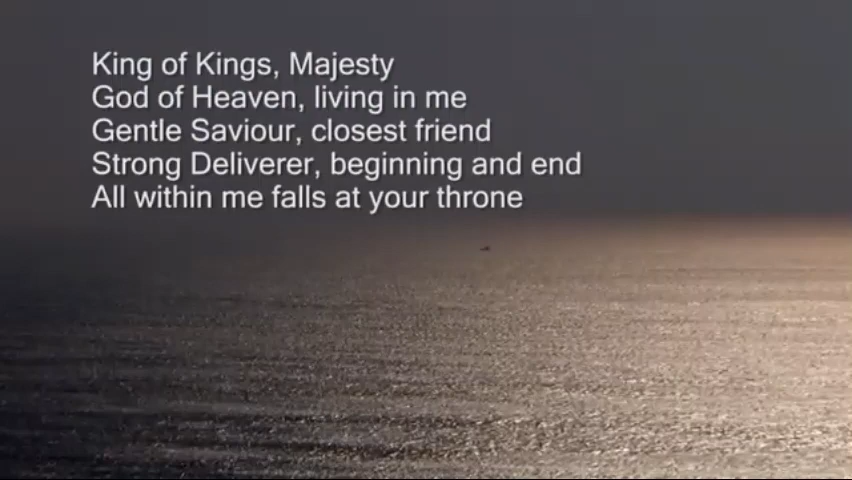 King of Kings, Majesty
God of Heaven, living in me
Gentle Saviour, closest friend
Strong Deliverer, beginning and end
All within me falls at your throne